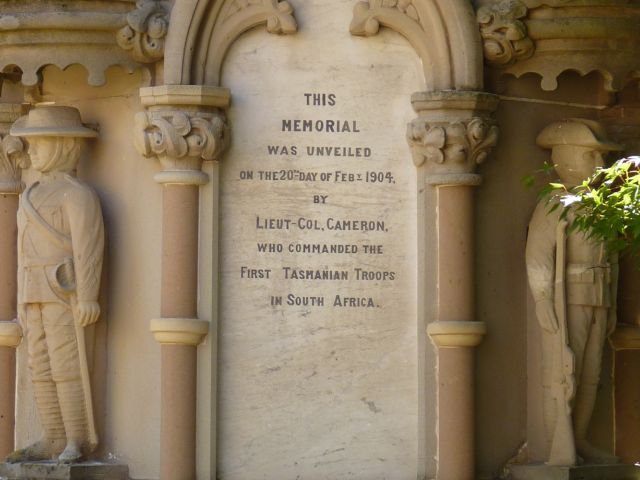 THIS
MEMORIAL
WAS UNVEILED
ON THE 20TH DAY OF FEBY 1904.
BY
LIEUT-COL. CAMERON,
WHO COMMANDED THE
FIRST TASMANIAN TROOPS
IN SOUTH AFRICA.